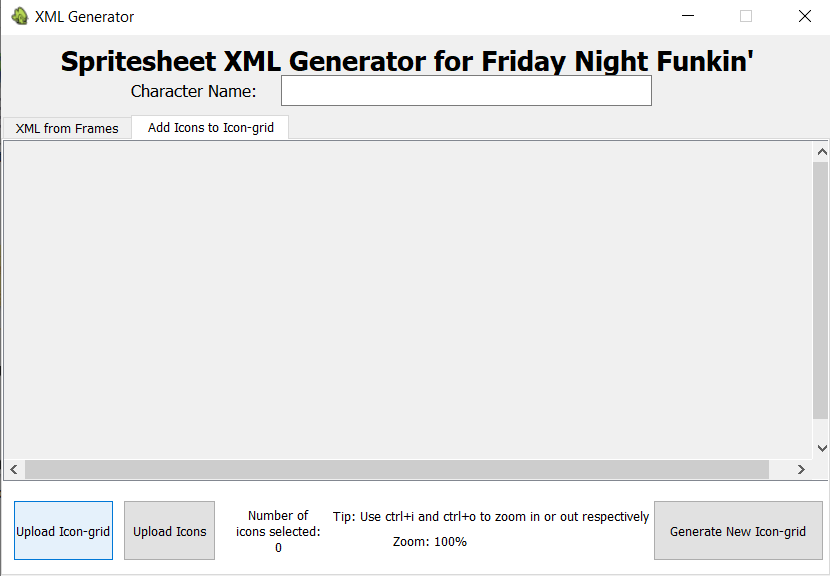 XML Generator
Spritesheet XML Generator for Friday Night Funkin'
Character Name:
XML from Frames
Add Icons to Icon-grid
Upload Icon-grid
Upload Icons
Number of
icons selected:
0
Tip: Use ctrl+i and ctrl+o to zoom in or out respectively
Zoom: 100%
Generate New Icon-grid